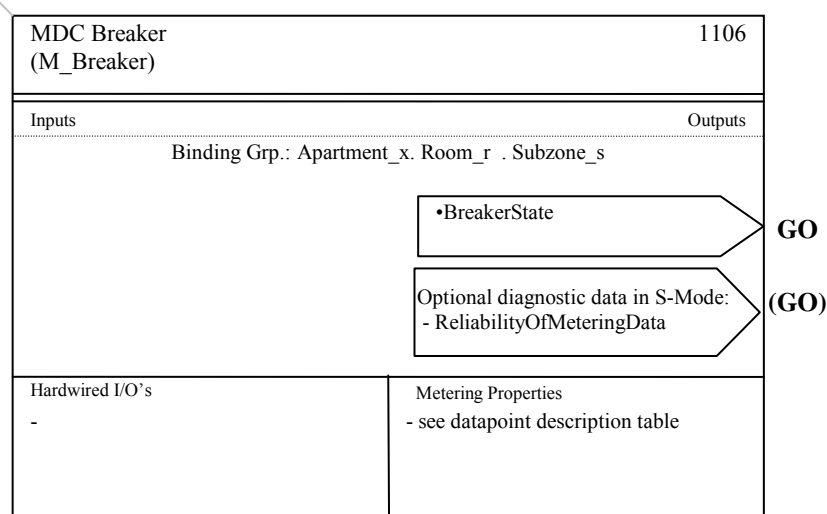 MDC Breaker 1106
(M_Breaker)
Inputs Outputs
Binding Grp.: Apartment_x. Room_r . Subzone_s
•BreakerState
GO
Optional diagnostic data in S-Mode:
- ReliabilityOfMeteringData
(GO)
Hardwired I/O’s
-
Metering Properties
- see datapoint description table